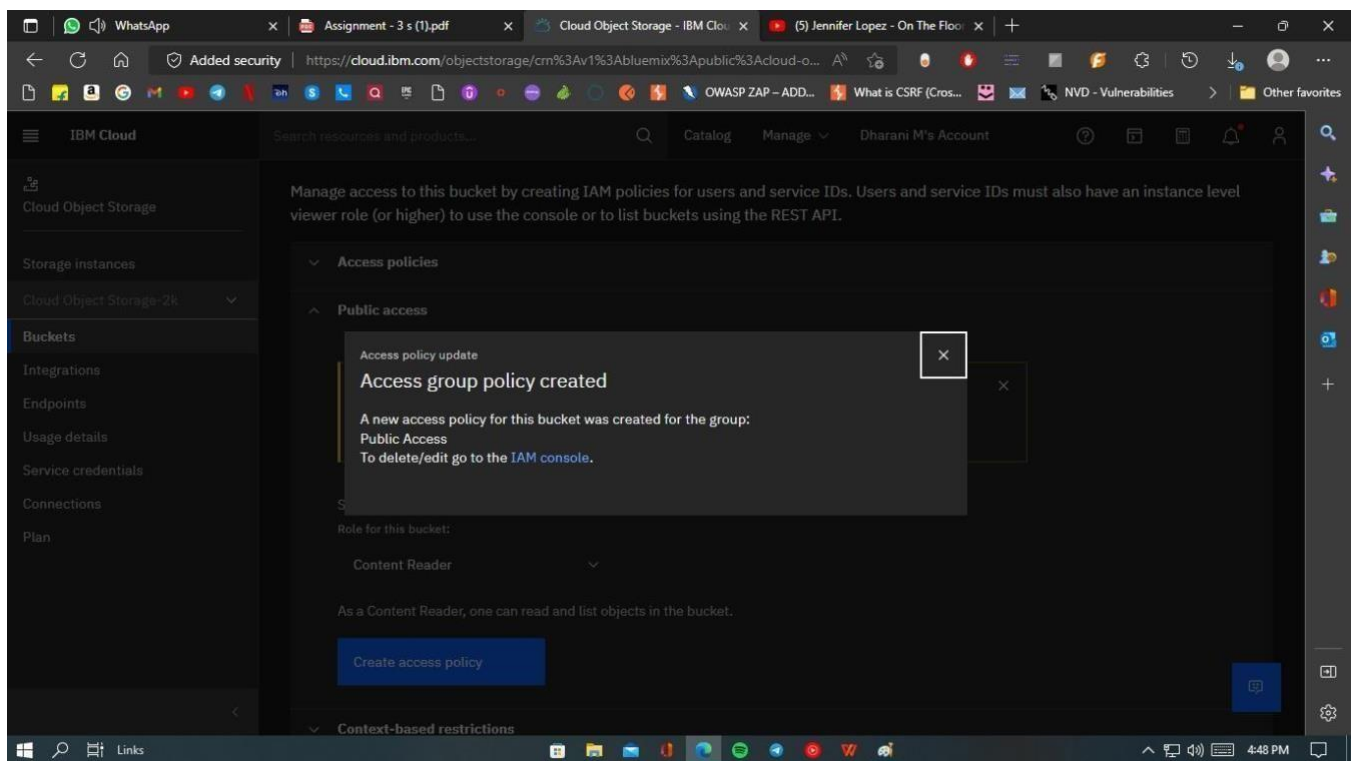 WhatsApp
Assignment - 3 s (1).pdf
Cloud Object Storage - IBM Clou
(5) Jennifer Lopez - On The Floor
Added security
https://cloud.ibm.com/objectstorage/crn%3Av1%3Abluemix%3Apublic%3Acloud-o...
OWASP ZAP – ADD...
What is CSRF (Cros...
NVD - Vulnerabilities
Other favorites
IBM Cloud
Search resources and products...
Catalog
Manage
Dharani M's Account
Cloud Object Storage
Storage instances
Cloud Object Storage-2k
Buckets
Integrations
Endpoints
Usage details
Service credentials
Connections
Plan
Manage access to this bucket by creating IAM policies for users and service IDs. Users and service IDs must also have an instance level
viewer role (or higher) to use the console or to list buckets using the REST API.
Access policies
Public access
Access policy update
Access group policy created
A new access policy for this bucket was created for the group:
Public Access
To delete/edit go to the IAM console.
Role for this bucket:
Content Reader
As a Content Reader, one can read and list objects in the bucket.
Create access policy
Context-based restrictions
Links
4:48 PM